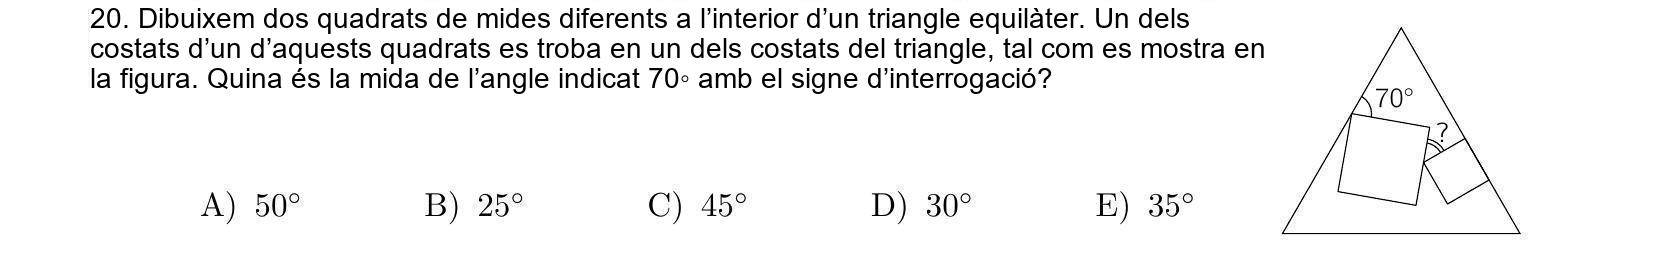 20. Dibuixem dos quadrats de mides diferents a l’interior d’un triangle equilàter. Un dels
costats d’un d’aquests quadrats es troba en un dels costats del triangle, tal com es mostra en
la figura. Quina és la mida de l’angle indicat 70◦ amb el signe d’interrogació?
70°
?
A) 50° B) 25° C) 45° D) 30° E) 35°